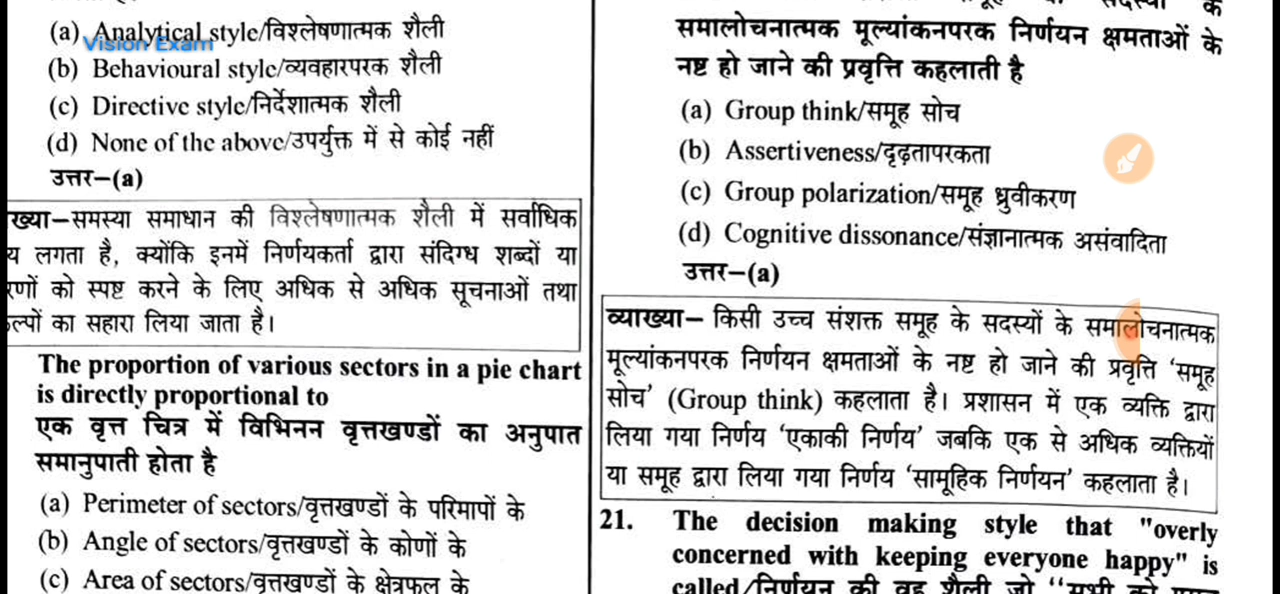 (a) Analytical style/विश्लेषणात्मक शैली
Vision Exam
(b) Behavioural style/व्यवहारपरक शैली
(c) Directive style/निर्देशात्मक शैली
(d) None of the above/उपर्युक्त में से कोई नहीं
उत्तर–(a)
ख्या–समस्या समाधान की विश्लेषणात्मक शैली में सर्वाधिक
य लगता है, क्योंकि इनमें निर्णयकर्ता द्वारा संदिग्ध शब्दों या
रणों को स्पष्ट करने के लिए अधिक से अधिक सूचनाओं तथा
ल्पों का सहारा लिया जाता है।
The proportion of various sectors in a pie chart
is directly proportional to
एक वृत्त चित्र में विभिनन वृत्तखण्डों का अनुपात
समानुपाती होता है
(a) Perimeter of sectors/वृत्तखण्डों के परिमापों के
(b) Angle of sectors/वृत्तखण्डों के कोणों के
(c) Area of sectors/वृत्तखण्डों के क्षेत्रफल के
के
समालोचनात्मक मूल्यांकनपरक निर्णयन क्षमताओं के
नष्ट हो जाने की प्रवृत्ति कहलाती है
(a) Group think/समूह सोच
(b) Assertiveness/दृढ़तापरकता
(c) Group polarization/समूह ध्रुवीकरण
(d) Cognitive dissonance/संज्ञानात्मक असंवादिता
उत्तर–(a)
व्याख्या– किसी उच्च संशक्त समूह के सदस्यों के समालोचनात्मक
मूल्यांकनपरक निर्णयन क्षमताओं के नष्ट हो जाने की प्रवृत्ति ‘समूह
सोच’ (Group think) कहलाता है। प्रशासन में एक व्यक्ति द्वारा
लिया गया निर्णय ‘एकाकी निर्णय’ जबकि एक से अधिक व्यक्तियों
या समूह द्वारा लिया गया निर्णय ‘सामूहिक निर्णयन’ कहलाता है।
21. The decision making style that "overly
concerned with keeping everyone happy" is
called/निर्णयन की वह शैली जो ‘‘सभी को